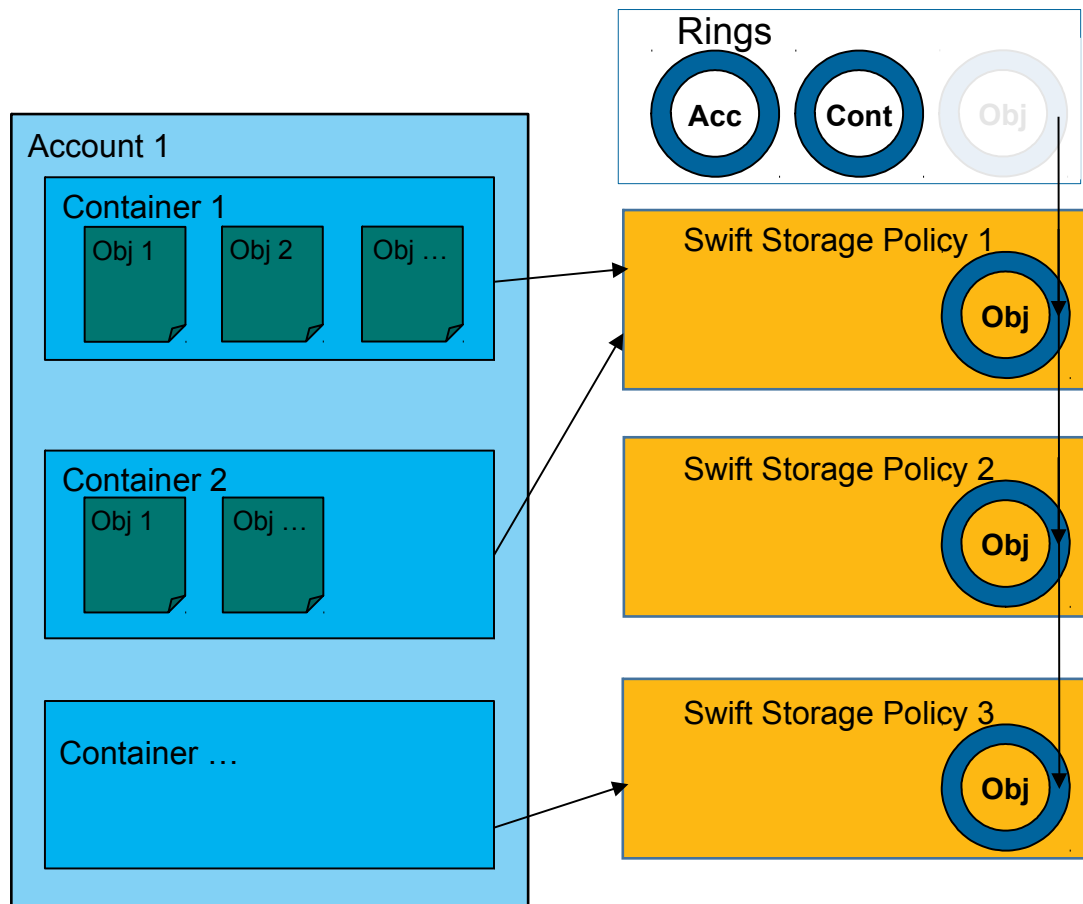 Rings
Acc
Cont
Obj
Account 1
Container 1
Obj 1
Obj 2
Obj …
Container 2
Obj 1
Obj …
Container …
Swift Storage Policy 1
Obj
Swift Storage Policy 2
Obj
Swift Storage Policy 3
Obj